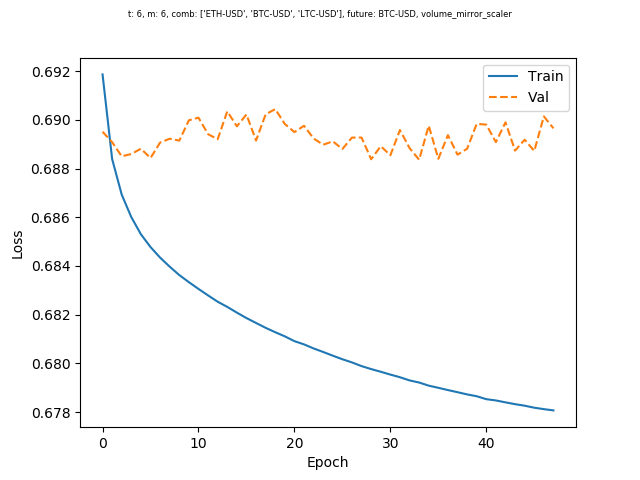 t: 6, m: 6, comb: ['ETH-USD', 'BTC-USD', 'LTC-USD'], future: BTC-USD, volume_mirror_scaler
0.692
0.690
0.688
0.686
0.684
0.682
0.680
0.678
Loss
Train
Val
0 10 20 30 40
Epoch